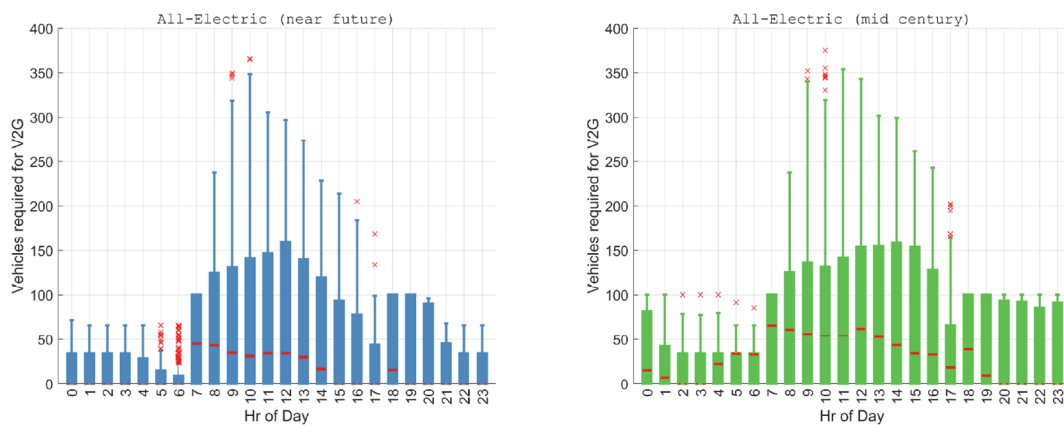 All-Electric (near future)
400
350
300
250
200
150
100
50
0
Vehicles required for V2G
0 1 2 3 4 5 6 7 8 9 10 11 12 13 14 15 16 17 18 19 20 21 22 23
Hr of Day
All-Electric (mid century)
400
350
300
250
200
150
100
50
0
Vehicles required for V2G
0 1 2 3 4 5 6 7 8 9 10 11 12 13 14 15 16 17 18 19 20 21 22 23
Hr of Day